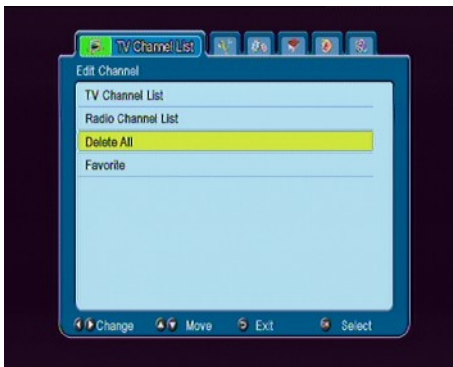 TV Channel List
Edit Channel
TV Channel List
Radio Channel List
Delete All
Favorite
Change Move Exit Select